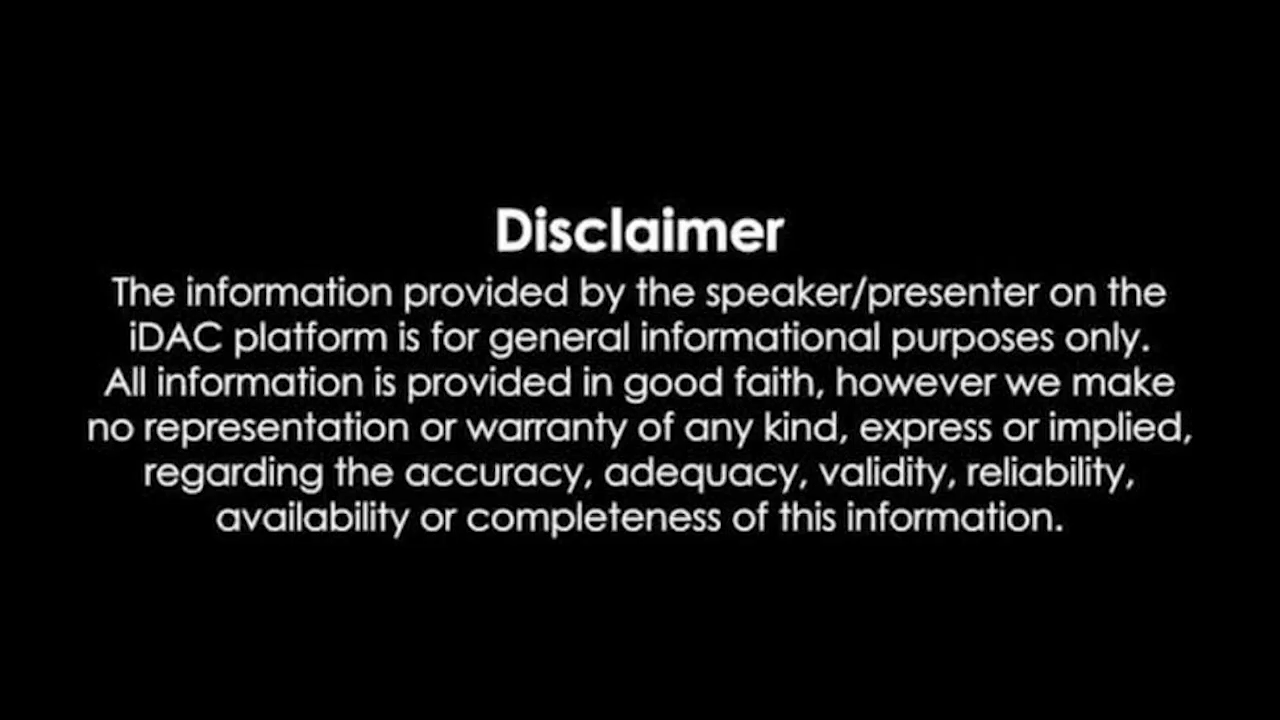 Disclaimer
The information provided by the speaker/presenter on the
iDAC platform is for general informational purposes only.
All information is provided in good faith, however we make
no representation or warranty of any kind, express or implied,
regarding the accuracy, adequacy, validity, reliability,
availability or completeness of this information.